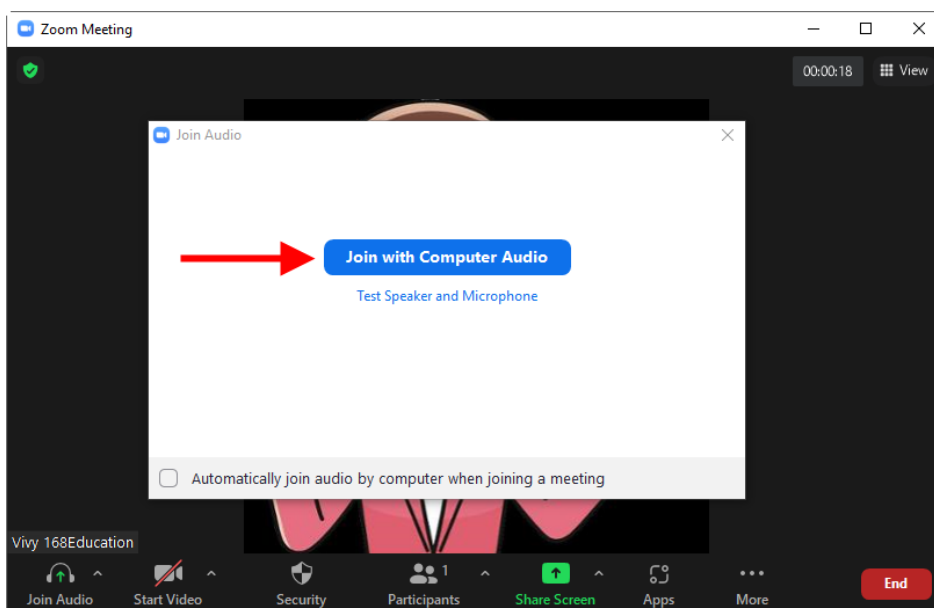 Zoom Meeting
00:00:18
View
Join Audio
Join with Computer Audio
Test Speaker and Microphone
Automatically join audio by computer when joining a meeting
Vivy 168Education
1
Join Audio
Start Video
Security
Participants
Share Screen
Apps
More
End